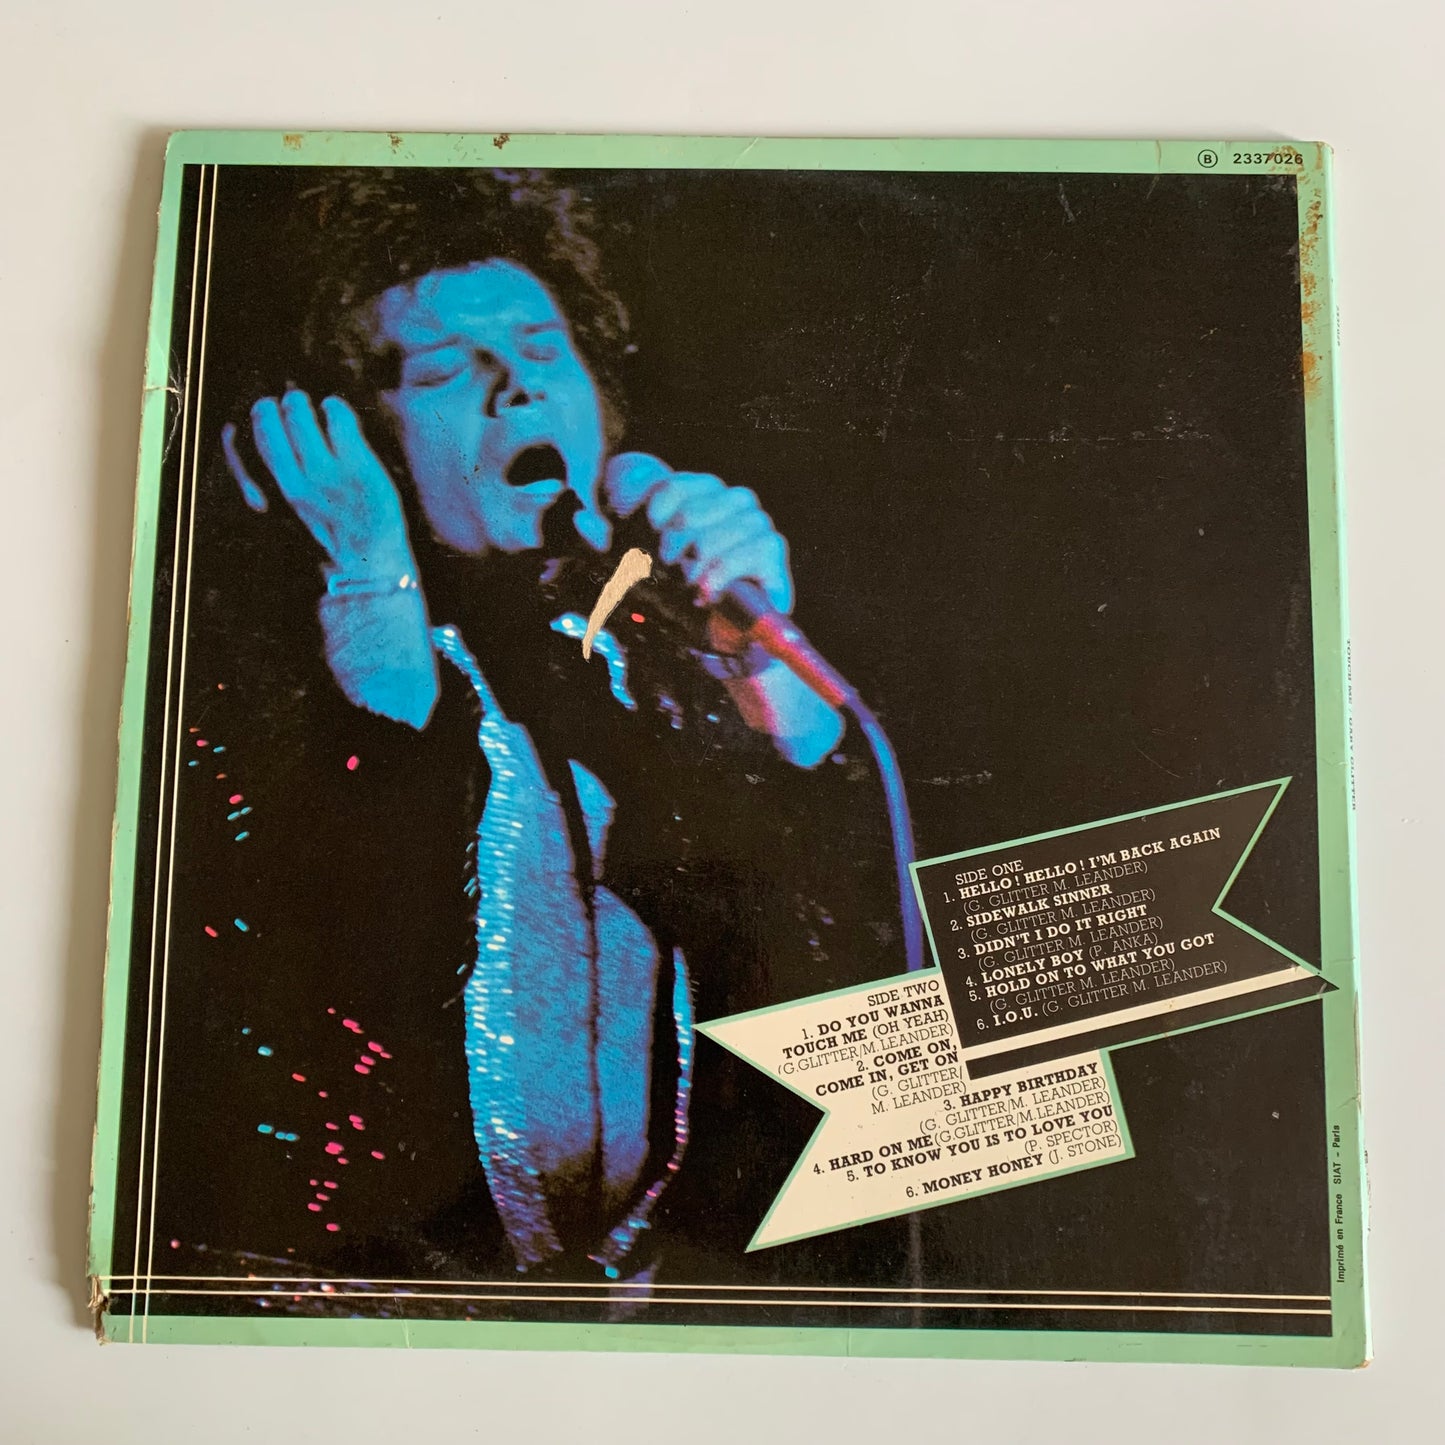 B 2337026
SIDE ONE
1. HELLO ! HELLO ! I'M BACK AGAIN
(G. GLITTER M. LEANDER)
2. SIDEWALK SINNER
(G. GLITTER M. LEANDER)
3. DIDN'T I DO IT RIGHT
(G. GLITTER M. LEANDER)
4. LONELY BOY (P. ANKA)
5. HOLD ON TO WHAT YOU GOT
(G. GLITTER M. LEANDER)
6. I.O.U. (G. GLITTER M. LEANDER)
SIDE TWO
1. DO YOU WANNA
TOUCH ME (OH YEAH)
(G.GLITTER/M.LEANDER)
2. COME ON,
COME IN, GET ON
(G. GLITTER/
M. LEANDER)
3. HAPPY BIRTHDAY
(G. GLITTER/M. LEANDER)
4. HARD ON ME (G.GLITTER/M.LEANDER)
5. TO KNOW YOU IS TO LOVE YOU
(P. SPECTOR)
6. MONEY HONEY (J. STONE)
TOUCH ME / GARY GLITTER
Imprimé en France SIAT - Paris